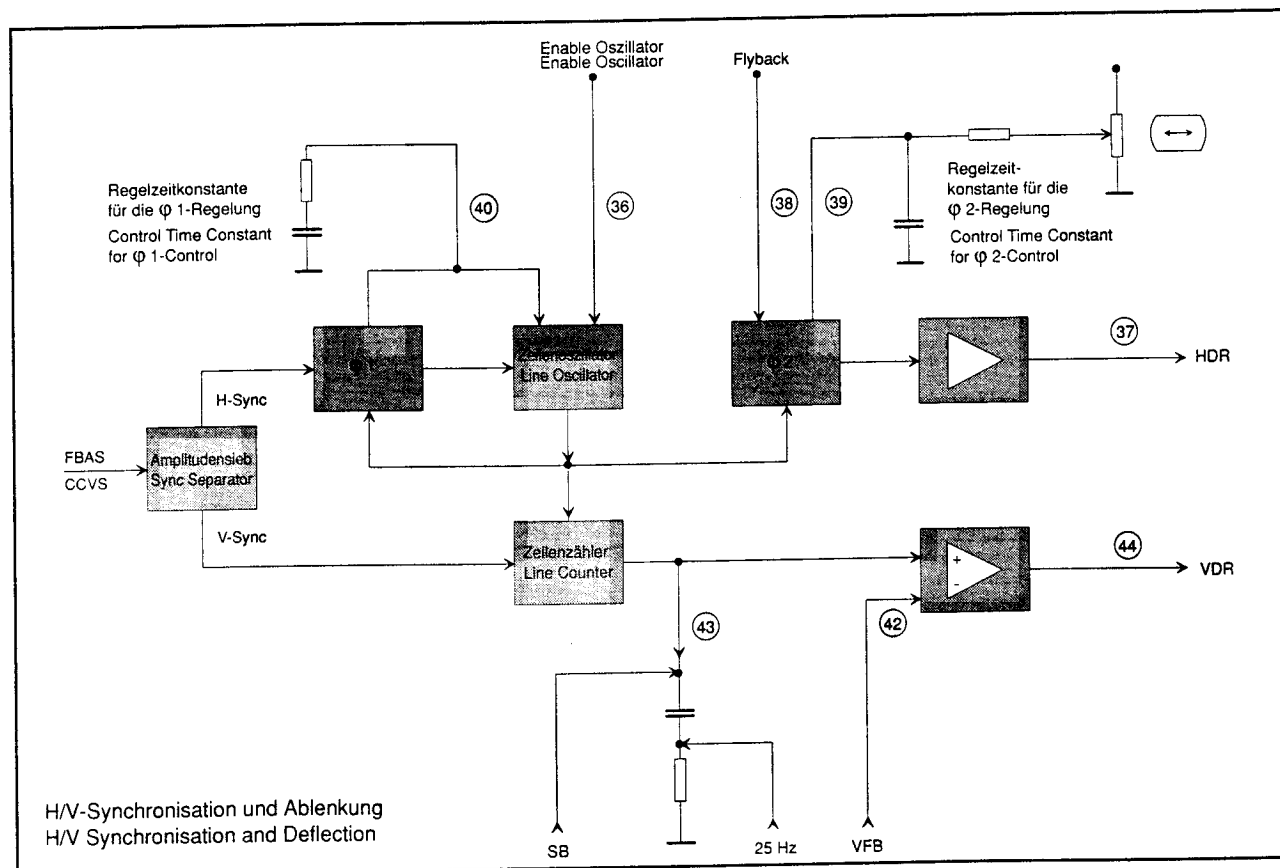 Enable Oszillator
Enable Oscillator
Flyback
Regelzeitkonstante
für die φ 1-Regelung
Control Time Constant
for φ 1-Control
40
36
38
39
Regelzeit-
konstante für die
φ 2-Regelung
Control Time Constant
for φ 2-Control
φ 1
Zeilenoszillator
Line Oscillator
φ 2
37
HDR
H-Sync
FBAS
CCVS
Amplitudensieb
Sync Separator
V-Sync
Zeilenzähler
Line Counter
+
-
44
VDR
43
42
H/V-Synchronisation und Ablenkung
H/V Synchronisation and Deflection
SB
25 Hz
VFB